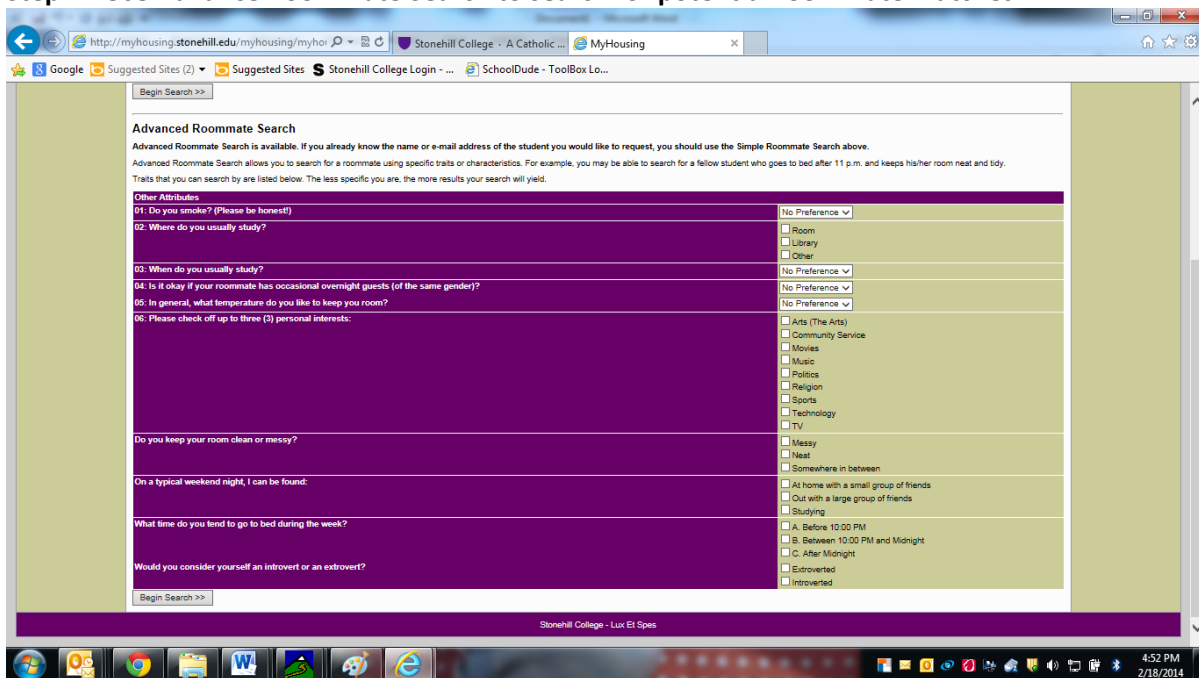 http://myhousing.stonehill.edu/myhousing/myhou
Stonehill College - A Catholic ...
MyHousing
Google
Suggested Sites (2)
Suggested Sites
Stonehill College Login - ...
SchoolDude - ToolBox Lo...
Begin Search >>
Advanced Roommate Search
Advanced Roommate Search is available. If you already know the name or e-mail address of the student you would like to request, you should use the Simple Roommate Search above.
Advanced Roommate Search allows you to search for a roommate using specific traits or characteristics. For example, you may be able to search for a fellow student who goes to bed after 11 p.m. and keeps his/her room neat and tidy.
Traits that you can search by are listed below. The less specific you are, the more results your search will yield.
Other Attributes
01: Do you smoke? (Please be honest!)
No Preference
02: Where do you usually study?
Room
Library
Other
03: When do you usually study?
No Preference
04: Is it okay if your roommate has occasional overnight guests (of the same gender)?
No Preference
05: In general, what temperature do you like to keep you room?
No Preference
06: Please check off up to three (3) personal interests:
Arts (The Arts)
Community Service
Movies
Music
Politics
Religion
Sports
Technology
TV
Do you keep your room clean or messy?
Messy
Neat
Somewhere in between
On a typical weekend night, I can be found:
At home with a small group of friends
Out with a large group of friends
Studying
What time do you tend to go to bed during the week?
A. Before 10:00 PM
B. Between 10:00 PM and Midnight
C. After Midnight
Would you consider yourself an introvert or an extrovert?
Extroverted
Introverted
Begin Search >>
Stonehill College - Lux Et Spes
4:52 PM
2/18/2014